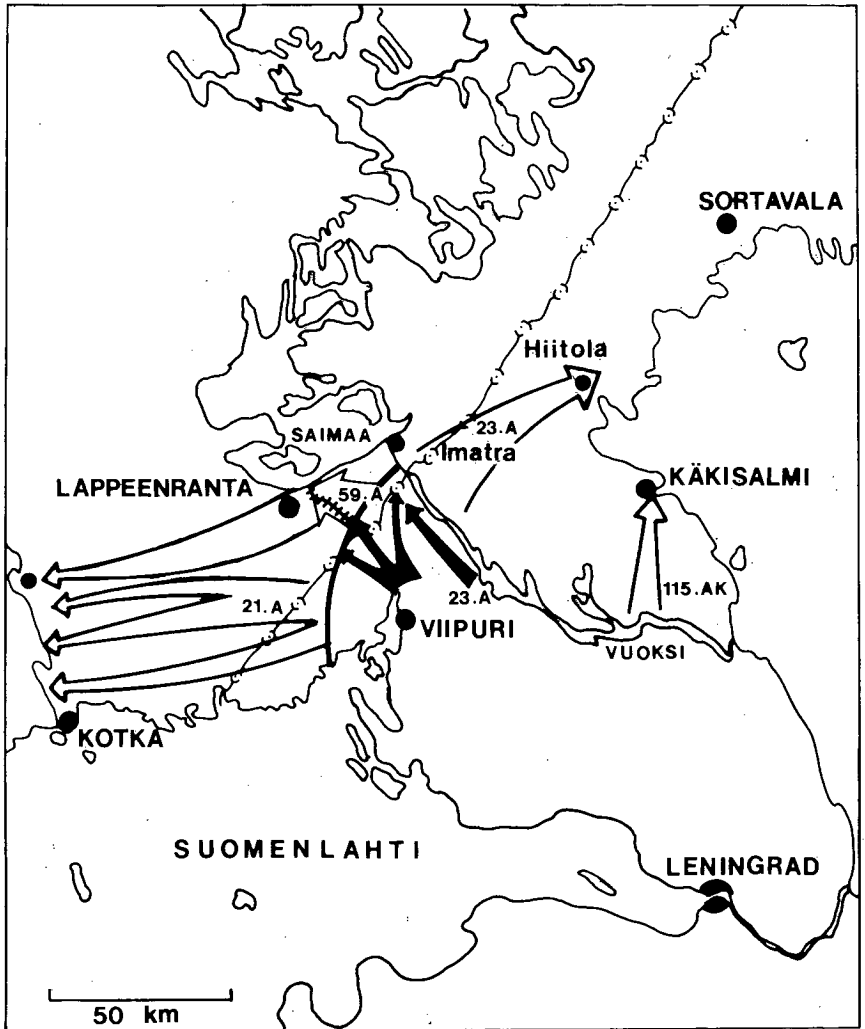 SORTAVALA
Hiitola
23.A
SAIMAA
Imatra
LAPPEENRANTA
59.A
KÄKISALMI
21.A
23.A
115.AK
VIIPURI
VUOKSI
KOTKA
SUOMENLAHTI
LENINGRAD
50 km